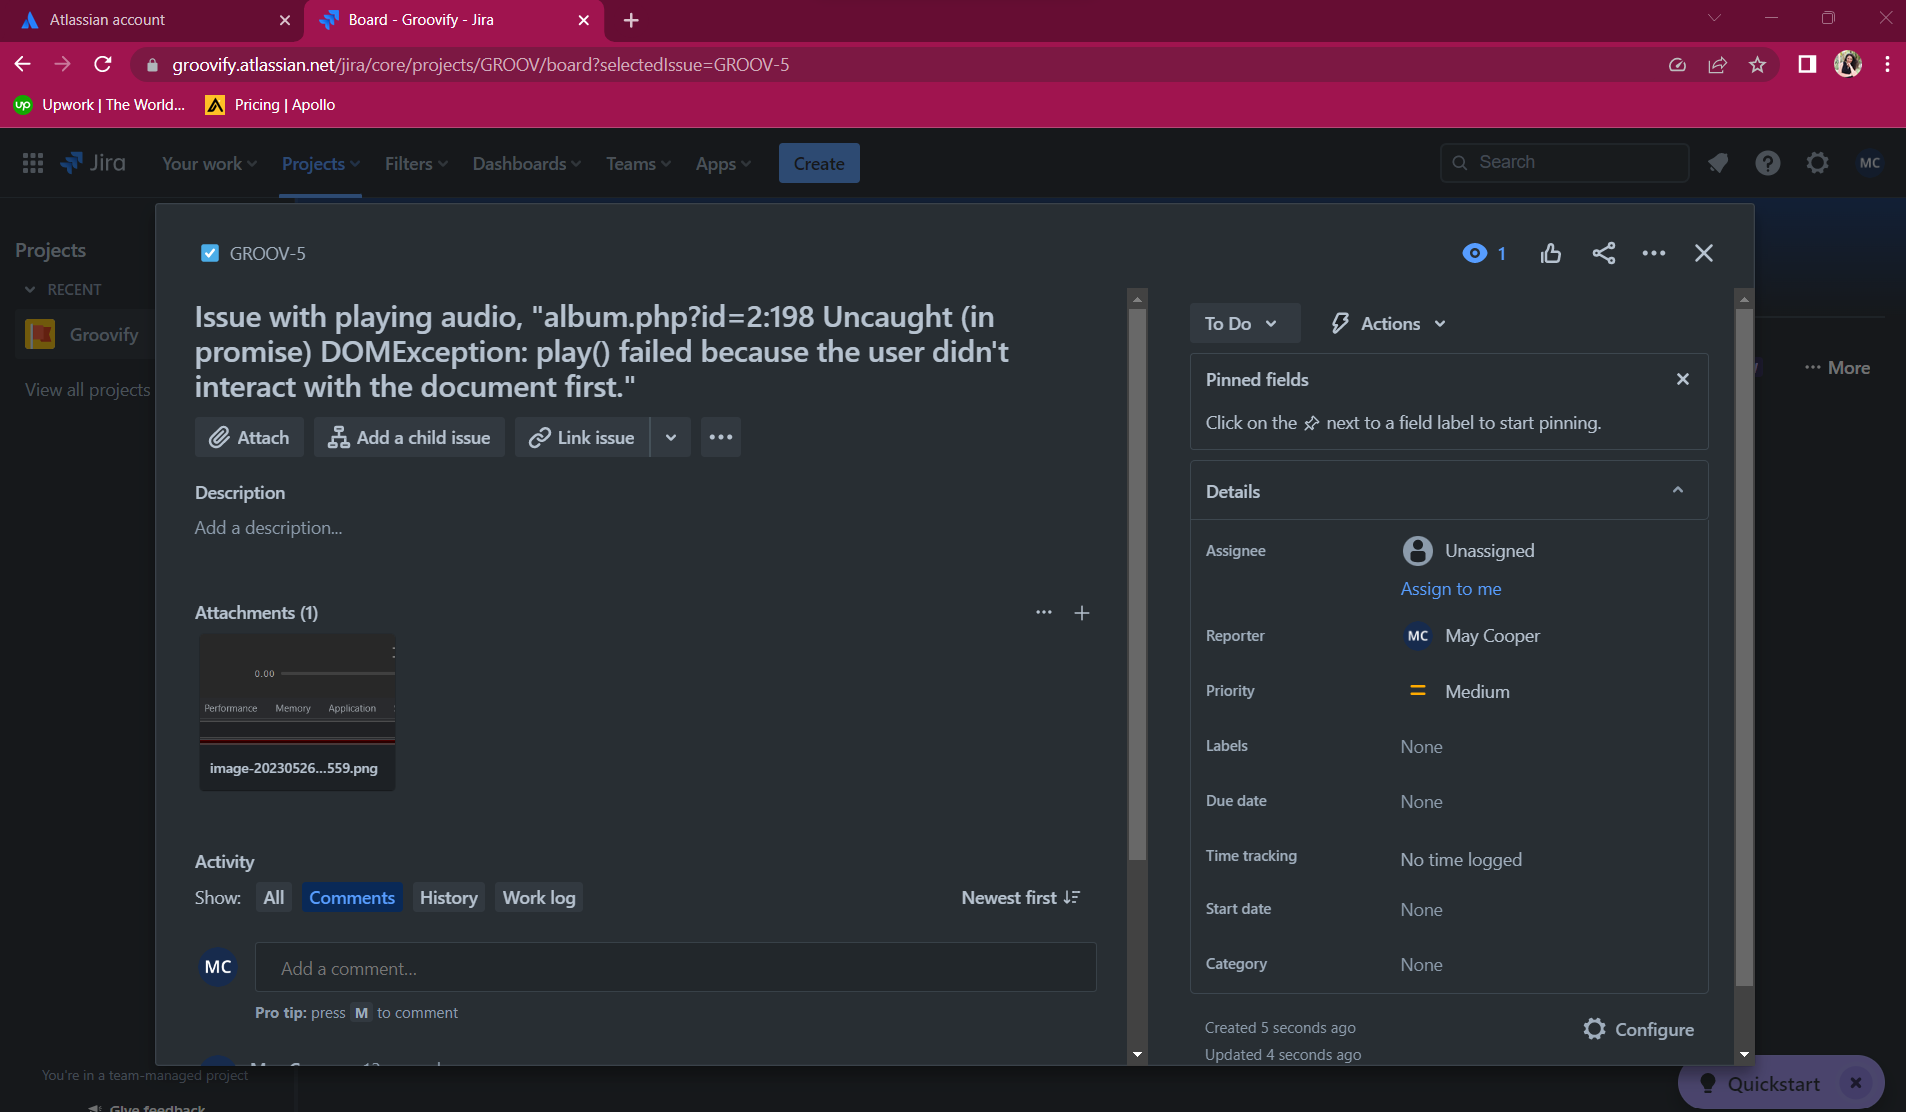 Atlassian account
Board - Groovify - Jira
groovify.atlassian.net/jira/core/projects/GROOV/board?selectedIssue=GROOV-5
up Upwork | The World...
Pricing | Apollo
Jira
Your work
Projects
Filters
Dashboards
Teams
Apps
Create
Search
MC
Projects
RECENT
Groovify
View all projects
More
GROOV-5
1
Issue with playing audio, "album.php?id=2:198 Uncaught (in
promise) DOMException: play() failed because the user didn't
interact with the document first."
Attach
Add a child issue
Link issue
Description
Add a description...
Attachments (1)
0.00
Performance Memory Application
image-20230526...559.png
Activity
Show: All Comments History Work log
Newest first
MC
Add a comment...
Pro tip: press M to comment
To Do
Actions
Pinned fields
Click on the next to a field label to start pinning.
Details
Assignee Unassigned
Assign to me
Reporter MC May Cooper
Priority Medium
Labels None
Due date None
Time tracking No time logged
Start date None
Category None
Created 5 seconds ago
Updated 4 seconds ago
Configure
You're in a team-managed project
Give feedback
Quickstart